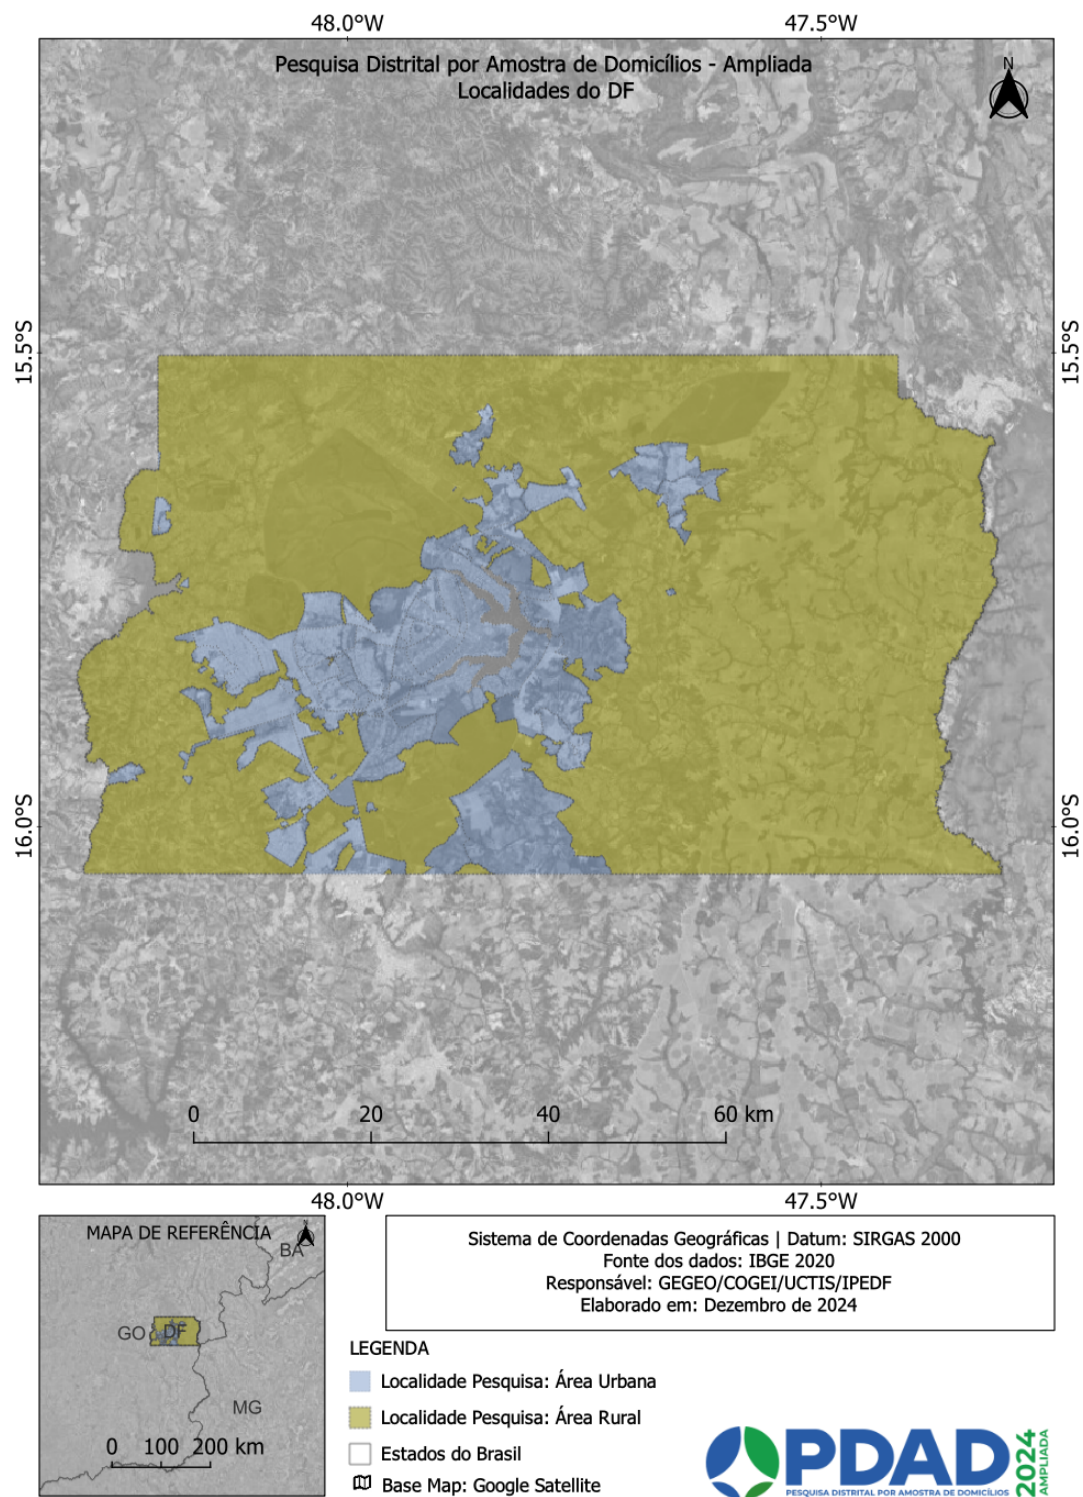 48.0°W 47.5°W
Pesquisa Distrital por Amostra de Domicílios - Ampliada
Localidades do DF
N
15.5°S 15.5°S
16.0°S 16.0°S
0 20 40 60 km
48.0°W 47.5°W
MAPA DE REFERÊNCIA
N
BA
GO
DF
MG
0 100 200 km
Sistema de Coordenadas Geográficas | Datum: SIRGAS 2000
Fonte dos dados: IBGE 2020
Responsável: GEGEO/COGEI/UCTIS/IPEDF
Elaborado em: Dezembro de 2024
LEGENDA
Localidade Pesquisa: Área Urbana
Localidade Pesquisa: Área Rural
Estados do Brasil
Base Map: Google Satellite
PDAD
PESQUISA DISTRITAL POR AMOSTRA DE DOMICÍLIOS
2024
AMPLIADA